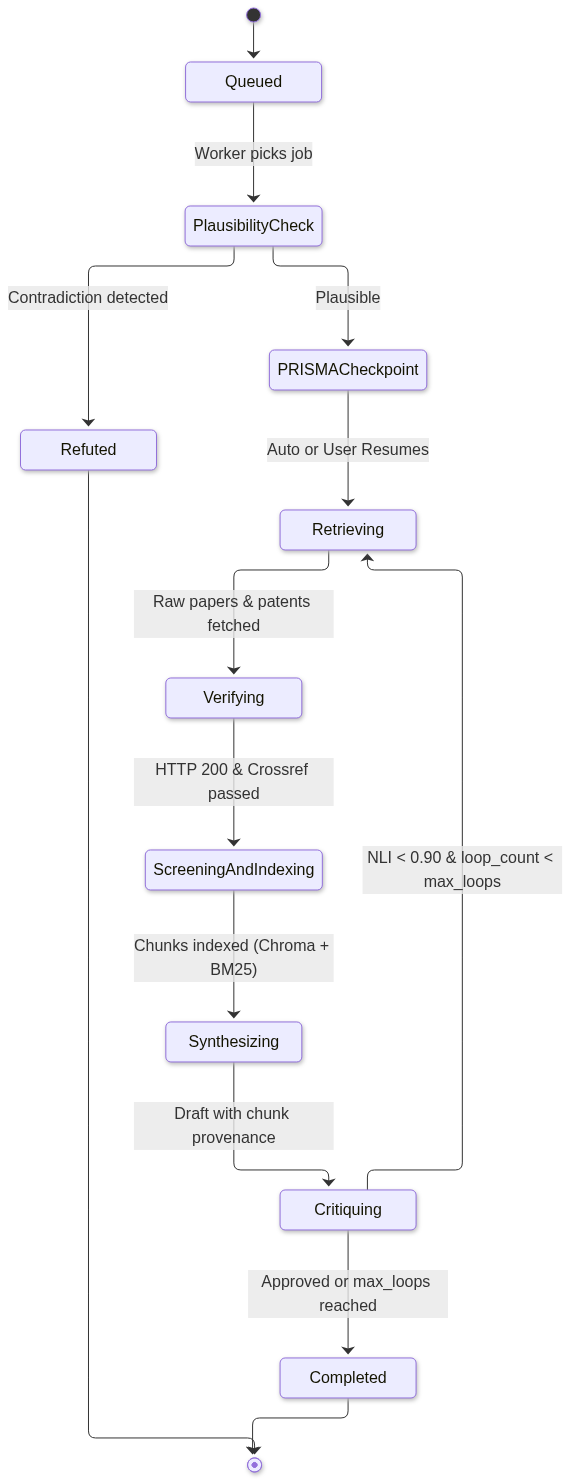 Queued
Worker picks job
PlausibilityCheck
Contradiction detected
Plausible
PRISMACheckpoint
Refuted
Auto or User Resumes
Retrieving
Raw papers & patents
fetched
Verifying
HTTP 200 & Crossref
passed
NLI < 0.90 & loop_count <
max_loops
ScreeningAndIndexing
Chunks indexed (Chroma +
BM25)
Synthesizing
Draft with chunk
provenance
Critiquing
Approved or max_loops
reached
Completed